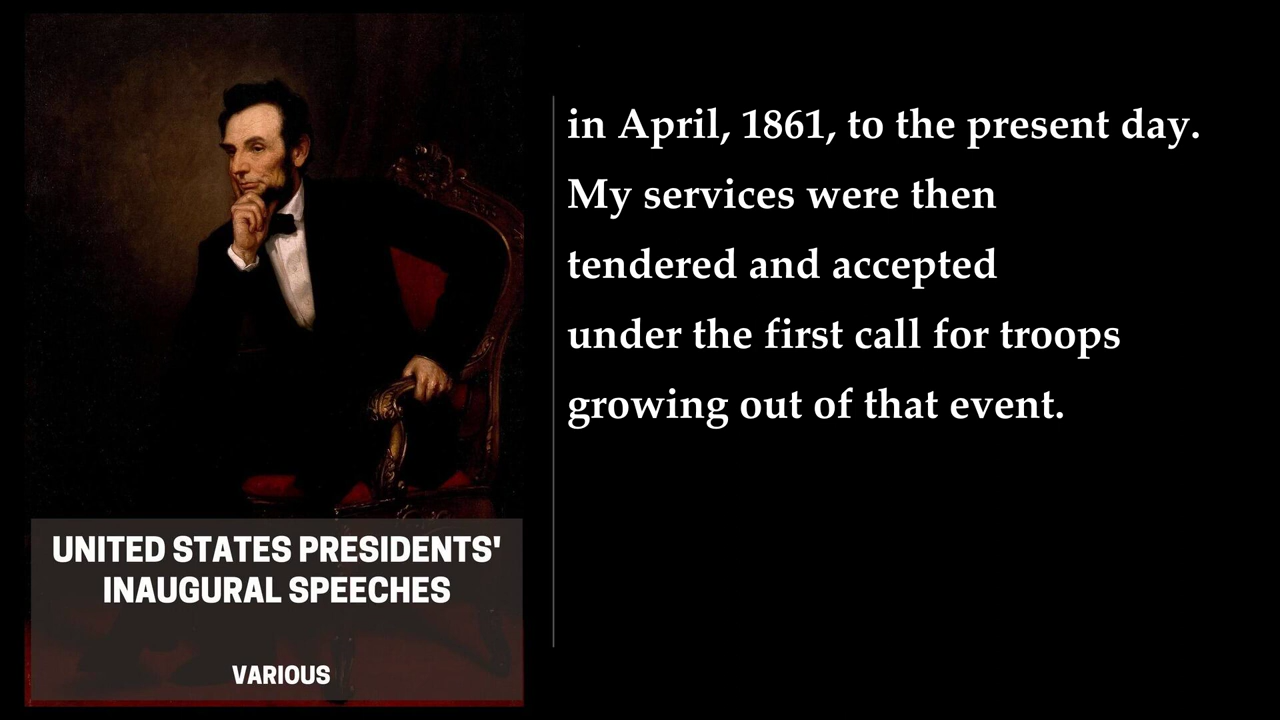 in April, 1861, to the present day.
My services were then
tendered and accepted
under the first call for troops
growing out of that event.
UNITED STATES PRESIDENTS'
INAUGURAL SPEECHES
VARIOUS